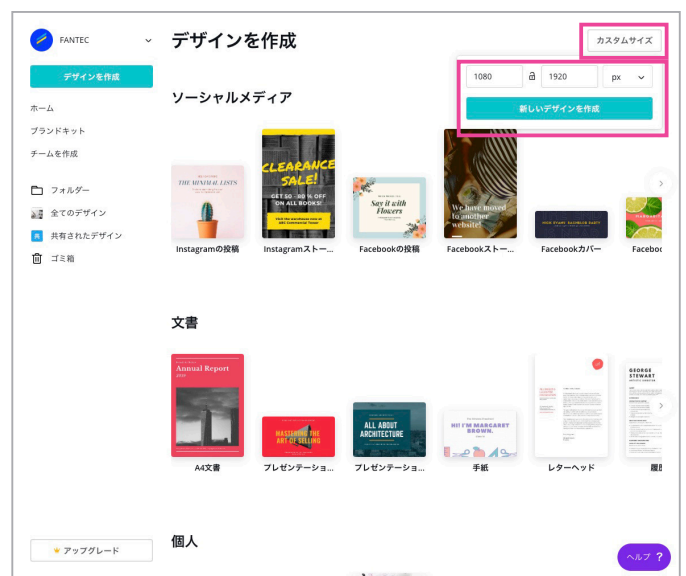 FANTEC
デザインを作成
カスタムサイズ
デザインを作成
1080
1920
px
新しいデザインを作成
ホーム
ブランドキット
チームを作成
フォルダー
全てのデザイン
共有されたデザイン
ゴミ箱
ソーシャルメディア
THE MINIMAL LISTS
CLEARANCE
SALE!
GET 50 - 80 % OFF
ON ALL BOOKS!
Say it with
Flowers
We have moved
to another
website!
Instagramの投稿
Instagramストー...
Facebookの投稿
Facebookストー...
Facebookカバー
Faceboo
文書
Annual Report
MASTERING THE
ART OF SELLING
ALL ABOUT
ARCHITECTURE
HI! I'M MARGARET
BROWN.
GEORGE
STEWART
A4文書
プレゼンテーショ...
プレゼンテーショ...
手紙
レターヘッド
個人
アップグレード
ヘルプ ?